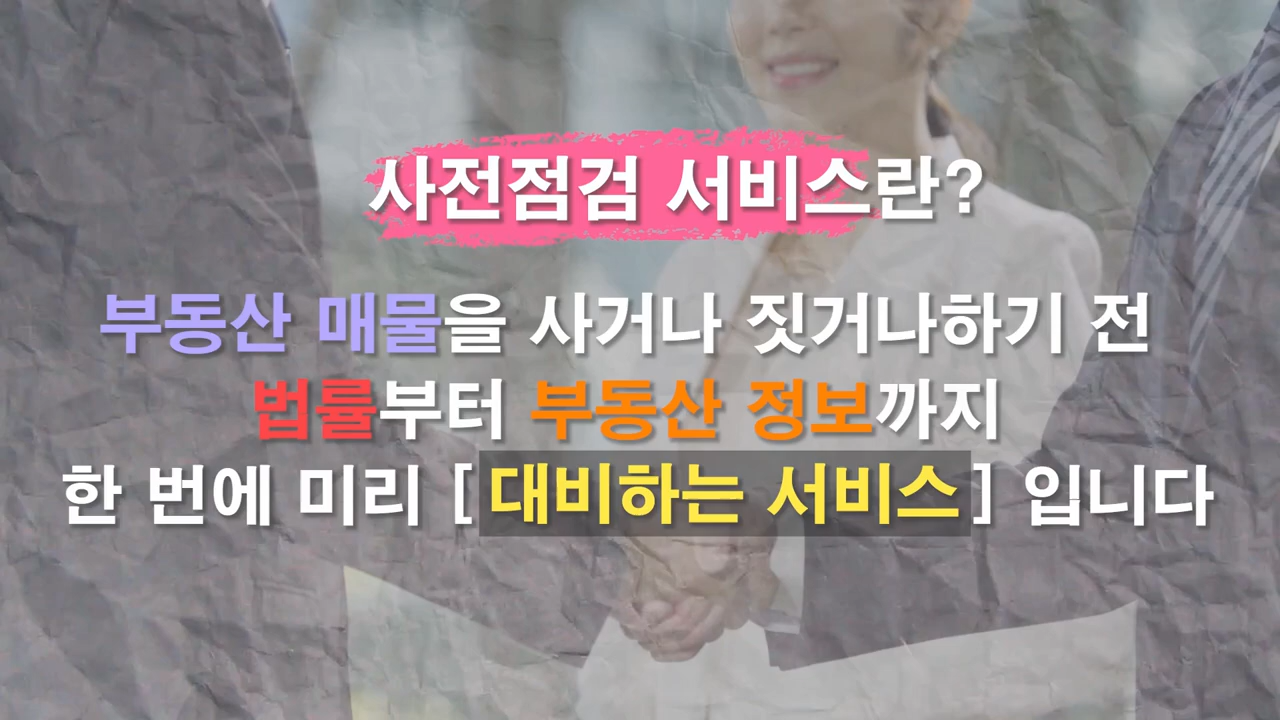 사전점검 서비스란?
부동산 매물을 사거나 짓거나하기 전
법률부터 부동산 정보까지
한 번에 미리 [대비하는 서비스] 입니다